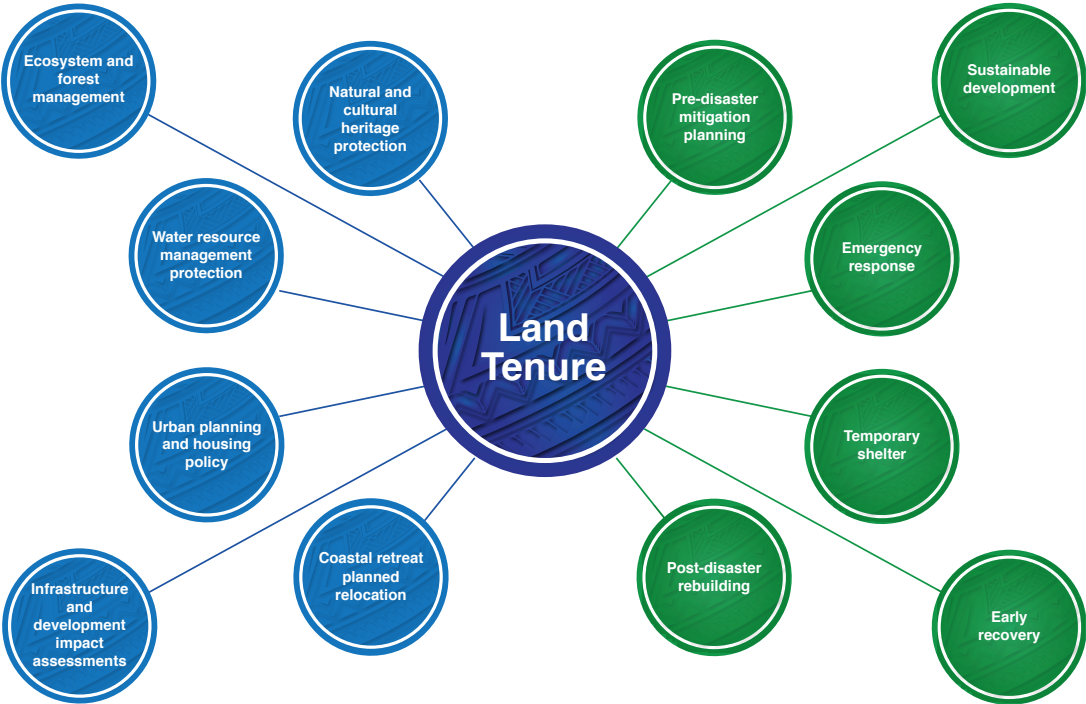 Ecosystem and
forest
management
Natural and
cultural
heritage
protection
Pre-disaster
mitigation
planning
Sustainable
development
Water resource
management
protection
Emergency
response
Land
Tenure
Urban planning
and housing
policy
Temporary
shelter
Infrastructure
and
development
impact
assessments
Coastal retreat
planned
relocation
Post-disaster
rebuilding
Early
recovery